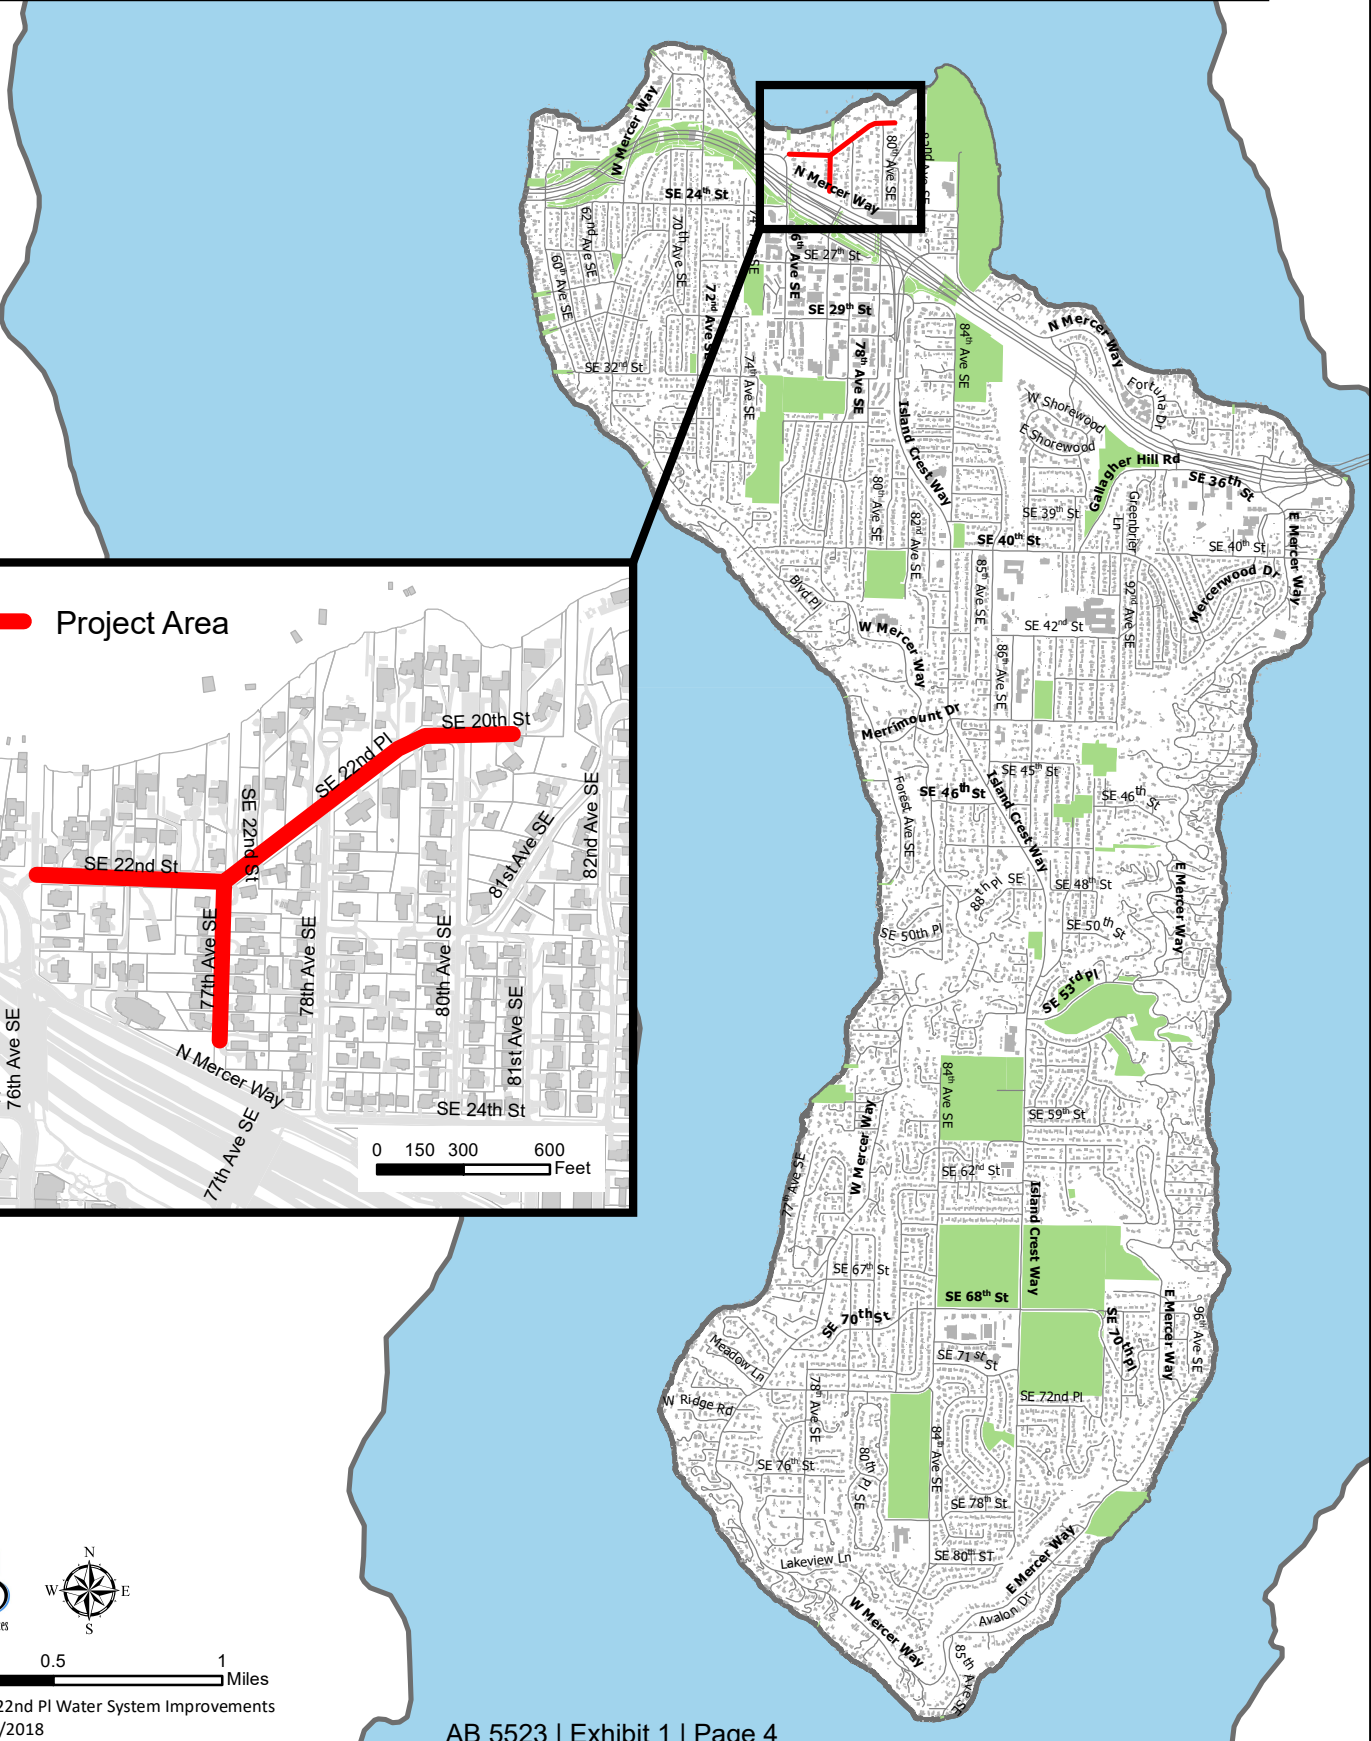 W Mercer Way
SE 24th St
N Mercer Way
80th Ave SE
62nd Ave SE
70th Ave SE
60th Ave SE
72nd Ave SE
SE 27th St
SE 29th St
SE 32nd St
74th Ave SE
78th Ave SE
84th Ave SE
N Mercer Way
Fortuna Dr
W Shorewood
E Shorewood
Island Crest Way
Gallagher Hill Rd
SE 36th St
80th Ave SE
82nd Ave SE
SE 39th St
Greenbrier Ln
SE 40th St
SE 40th St
E Mercer Way
Mercerwood Dr
85th Ave SE
92nd Ave SE
Blvd Pl
W Mercer Way
SE 42nd St
86th Ave SE
Merrimount Dr
Forest Ave SE
SE 45th St
SE 46th St
SE 46th St
Island Crest Way
88th Pl SE
SE 48th St
SE 50th Pl
SE 50th St
E Mercer Way
SE 53rd Pl
84th Ave SE
SE 59th St
W Mercer Way
77th Ave SE
SE 62nd St
Island Crest Way
SE 67th St
SE 68th St
SE 70th St
SE 70th Pl
E Mercer Way
96th Ave SE
Meadow Ln
SE 71st St
W Ridge Rd
78th Ave SE
SE 72nd Pl
84th Ave SE
SE 76th St
80th Pl SE
SE 78th St
Lakeview Ln
SE 80th ST
E Mercer Way
Avalon Dr
W Mercer Way
85th Ave SE
Project Area
SE 20th St
SE 22nd Pl
SE 22nd St
SE 22nd St
81st Ave SE
82nd Ave SE
77th Ave SE
78th Ave SE
80th Ave SE
81st Ave SE
76th Ave SE
N Mercer Way
77th Ave SE
SE 24th St
0 150 300 600
Feet
N
W E
S
0.5 1
Miles
22nd Pl Water System Improvements
/2018
AB 5523 | Exhibit 1 | Page 4